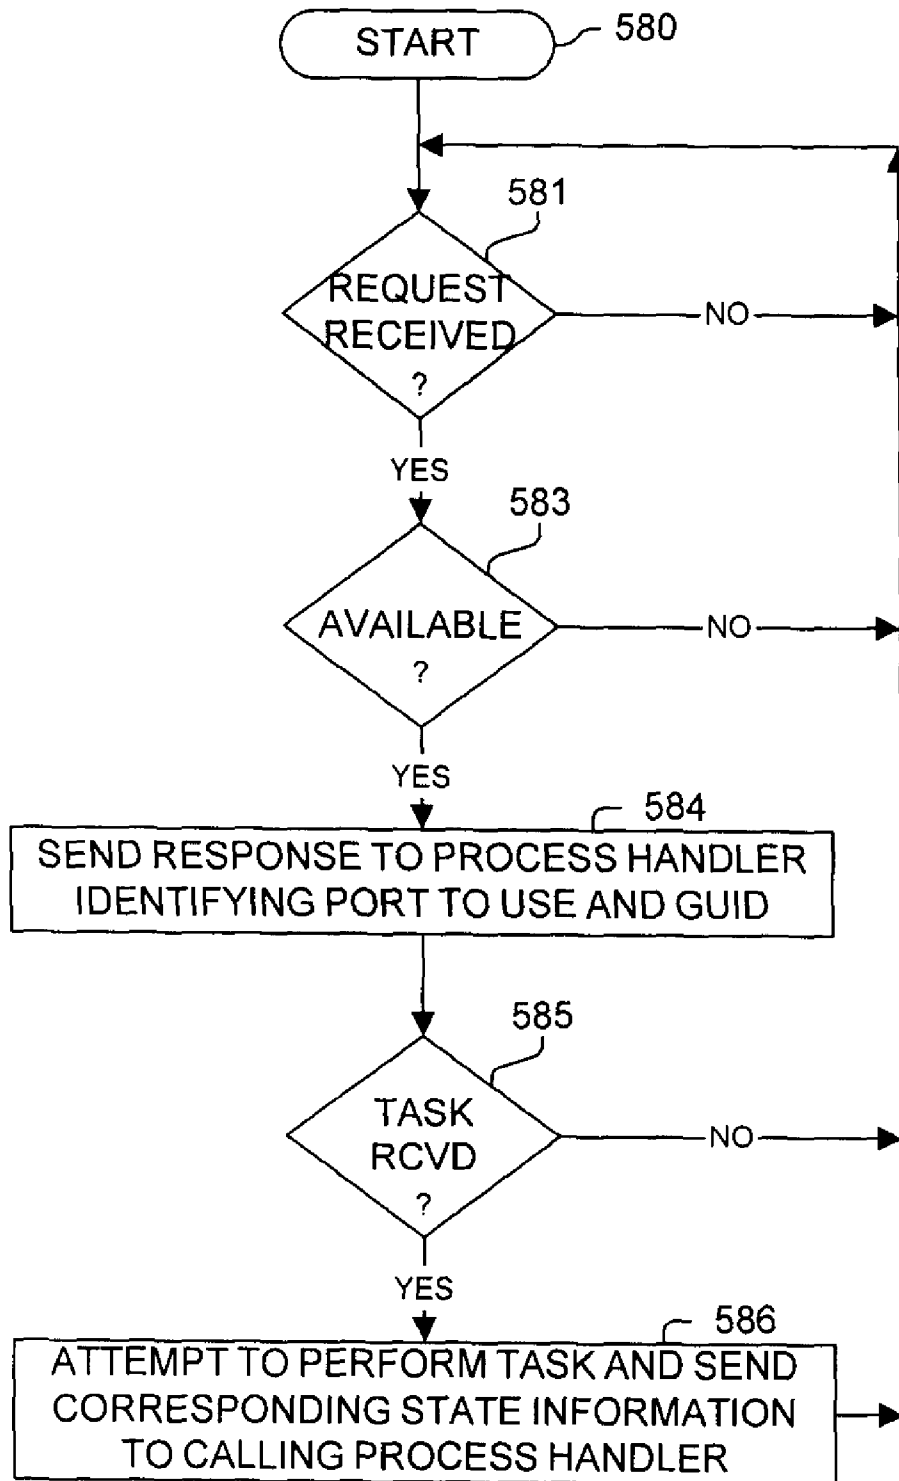 START
580
581
REQUEST
RECEIVED
?
NO
YES
583
AVAILABLE
?
NO
YES
584
SEND RESPONSE TO PROCESS HANDLER
IDENTIFYING PORT TO USE AND GUID
585
TASK
RCVD
?
NO
YES
586
ATTEMPT TO PERFORM TASK AND SEND
CORRESPONDING STATE INFORMATION
TO CALLING PROCESS HANDLER